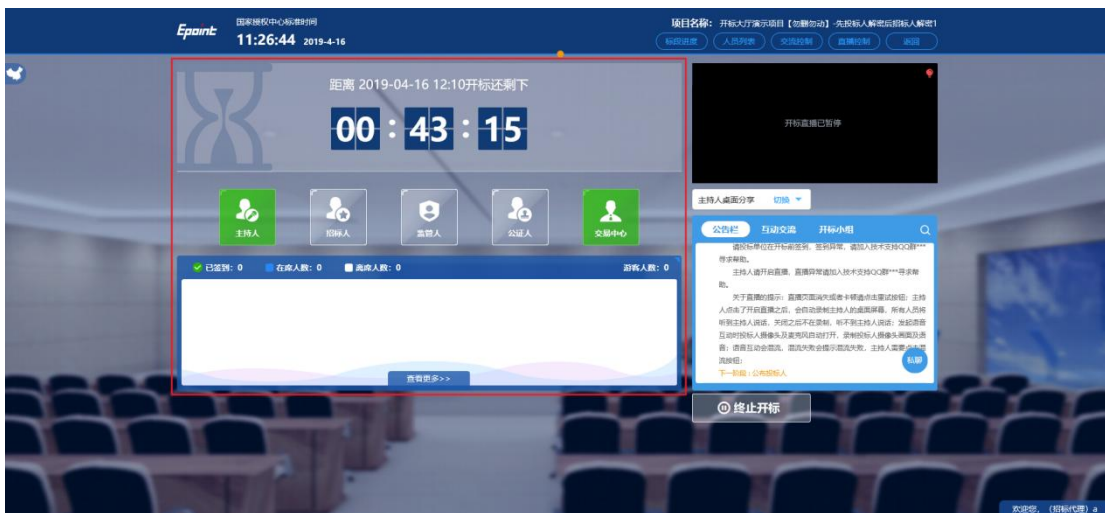 Epoint
国家授权中心标准时间
11:26:44 2019-4-16
项目名称： 开标大厅演示项目【勿删勿动】-先投标人解密后招标人解密1
标段进度 人员列表 交流控制 直播控制 返回
距离 2019-04-16 12:10开标还剩下
00 : 43 : 15
主持人 招标人 监管人 公证人 交易中心
已签到：0 在席人数：0 离席人数：0 游客人数：0
查看更多>>
开标直播已暂停
主持人桌面分享 切换
公告栏 互动交流 开标小组
请投标单位在开标前签到，签到异常，请加入技术支持QQ群***
寻求帮助。
主持人请开启直播，直播异常请加入技术支持QQ群***寻求帮
助。
关于直播的提示：直播页面消失或者卡顿请点击重试按钮；主持
人点击了开启直播之后，会自动录制主持人的桌面屏幕，所有人员将
听到主持人说话，关闭之后不在录制，听不到主持人说话；发起语音
互动时投标人摄像头及麦克风自动打开，录制投标人摄像头画面及语
音；语音互动会混流，混流失败会提示混流失败，主持人需要点击混
流按钮；
私聊
下一阶段：公布投标人
终止开标
欢迎您，（招标代理）a